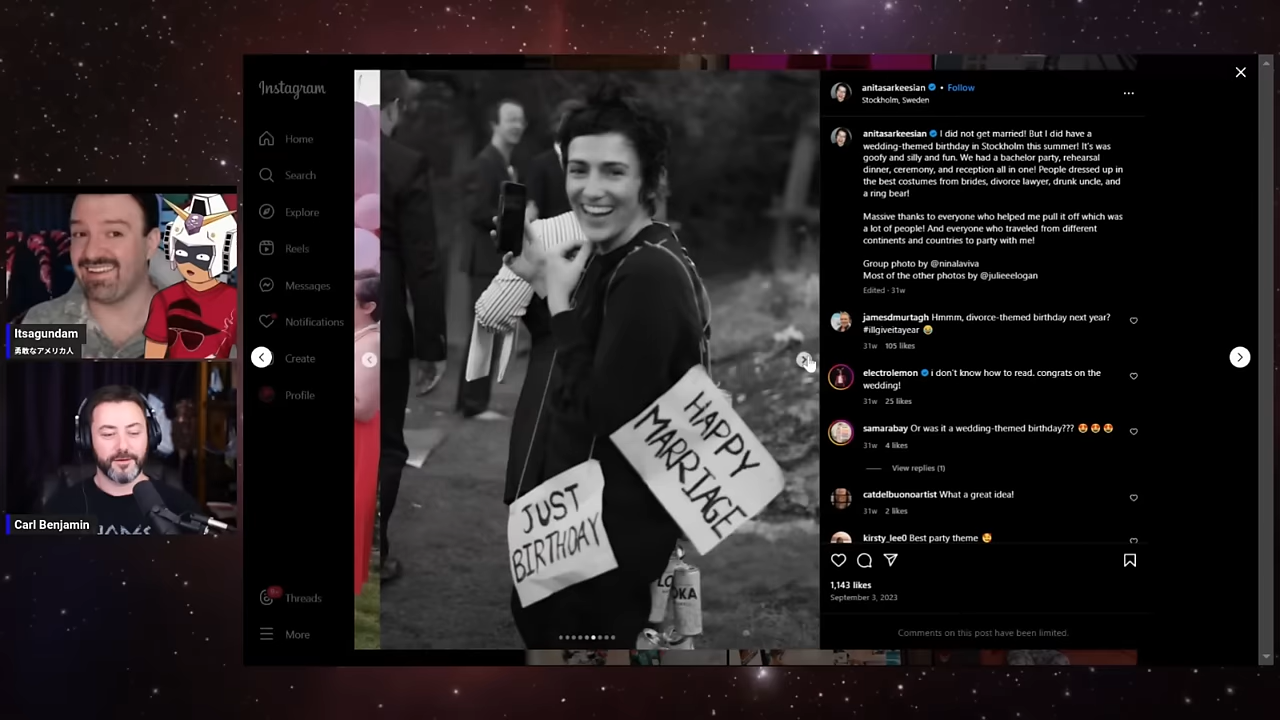 Instagram
Home
Search
Explore
Reels
Messages
Notifications
Create
Profile
Threads
More
Itsagundam
勇敢なアメリカ人
Carl Benjamin
JUST
BIRTHDAY
HAPPY
MARRIAGE
anitasarkeesian • Follow
Stockholm, Sweden
anitasarkeesian I did not get married! But I did have a
wedding-themed birthday in Stockholm this summer! It's was
goofy and silly and fun. We had a bachelor party, rehearsal
dinner, ceremony, and reception all in one! People dressed up in
the best costumes from brides, divorce lawyer, drunk uncle, and
a ring bear!
Massive thanks to everyone who helped me pull it off which was
a lot of people! And everyone who traveled from different
continents and countries to party with me!
Group photo by @ninalaviva
Most of the other photos by @julieeelogan
Edited · 31w
jamesdmurtagh Hmmm, divorce-themed birthday next year?
#illgiveitayear 😂
31w 105 likes
electrolemon i don't know how to read. congrats on the
wedding!
31w 25 likes
samarabay Or was it a wedding-themed birthday??? 😍 😍 😍
31w 4 likes
View replies (1)
catdelbuonoartist What a great idea!
31w 2 likes
kirsty_lee0 Best party theme
1,143 likes
September 3, 2023
Comments on this post have been limited.